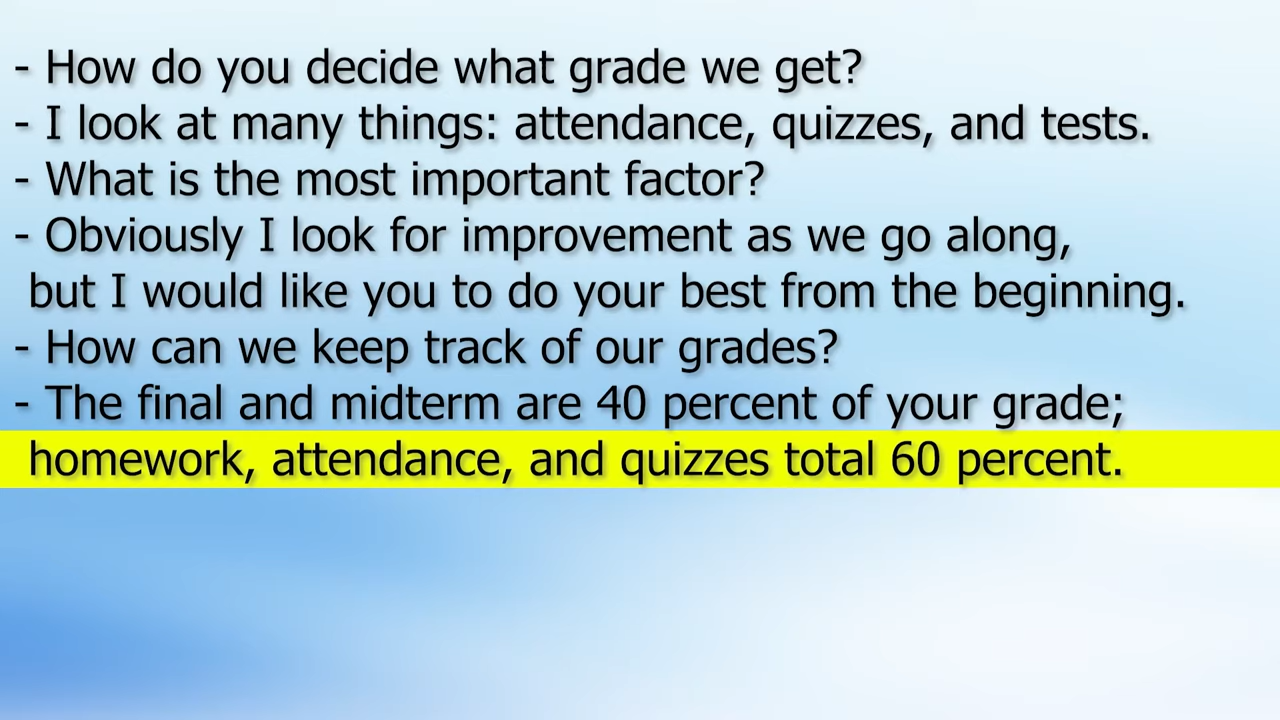 - How do you decide what grade we get?
- I look at many things: attendance, quizzes, and tests.
- What is the most important factor?
- Obviously I look for improvement as we go along,
but I would like you to do your best from the beginning.
- How can we keep track of our grades?
- The final and midterm are 40 percent of your grade;
homework, attendance, and quizzes total 60 percent.